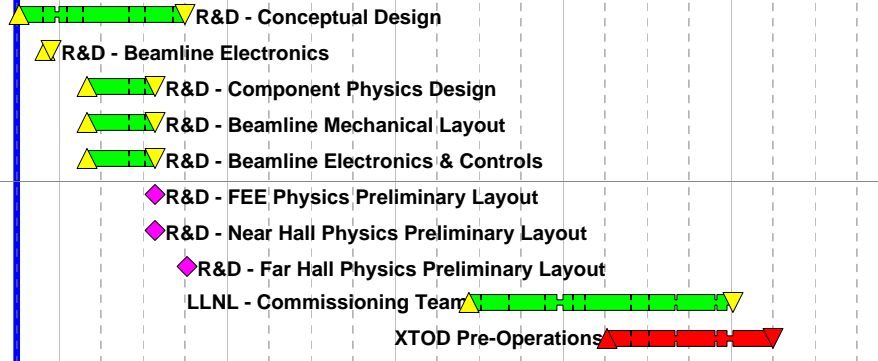 R&D - Conceptual Design
R&D - Beamline Electronics
R&D - Component Physics Design
R&D - Beamline Mechanical Layout
R&D - Beamline Electronics & Controls
R&D - FEE Physics Preliminary Layout
R&D - Near Hall Physics Preliminary Layout
R&D - Far Hall Physics Preliminary Layout
LLNL - Commissioning Team
XTOD Pre-Operations